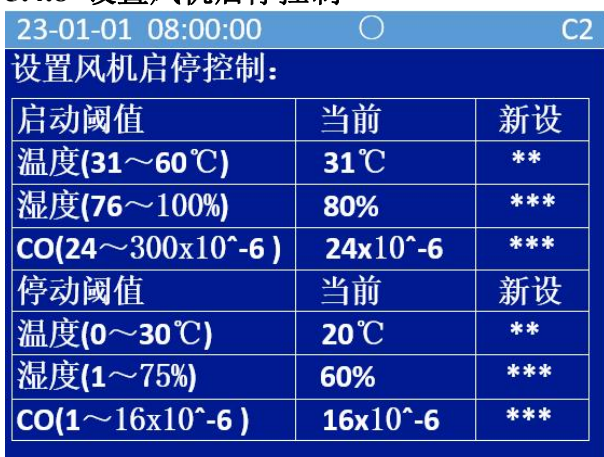 23-01-01 08:00:00 ○ C2
设置风机启停控制：
启动阈值 当前 新设
温度(31～60℃) 31℃ **
湿度(76～100%) 80% ***
CO(24～300x10^-6 ) 24x10^-6 ***
停动阈值 当前 新设
温度(0～30℃) 20℃ **
湿度(1～75%) 60% ***
CO(1～16x10^-6 ) 16x10^-6 ***